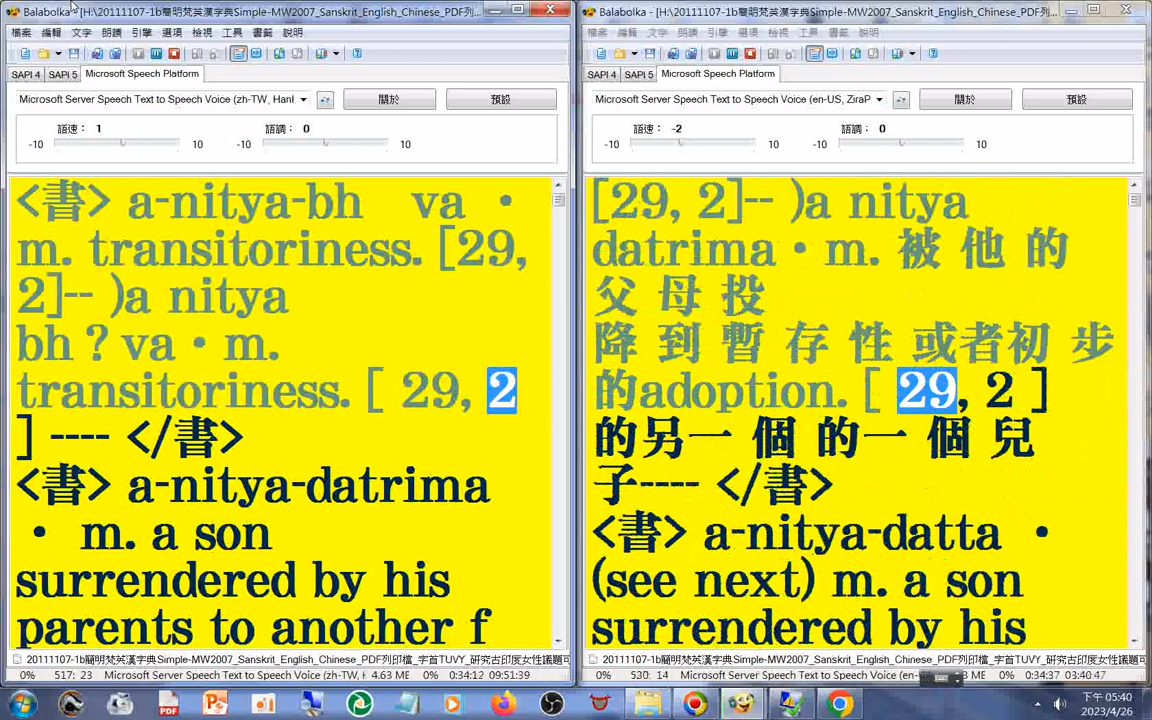 Balabolka - [H:\20111107-1b簡明梵英漢字典Simple-MW2007_Sanskrit_English_Chinese_PDF列...
檔案 編輯 文字 朗讀 引擎 選項 檢視 工具 書籤 說明
SAPI 4 SAPI 5 Microsoft Speech Platform
Microsoft Server Speech Text to Speech Voice (zh-TW, HanI
關於 預設
語速： 1 語調： 0
-10 10 -10 10
<書> a-nitya-bh va •
m. transitoriness. [29,
2]-- )a nitya
bh ? va • m.
transitoriness. [ 29, 2
] ---- </書>
<書> a-nitya-datrima
• m. a son
surrendered by his
parents to another f
20111107-1b簡明梵英漢字典Simple-MW2007_Sanskrit_English_Chinese_PDF列印檔_字首TUVY_研究古印度女性議題可
0% 517: 23 Microsoft Server Speech Text to Speech Voice (zh-TW, H 4.63 ME 0% 0:34:12 09:51:39
Balabolka - [H:\20111107-1b簡明梵英漢字典Simple-MW2007_Sanskrit_English_Chinese_PDF列印...
檔案 編輯 文字 朗讀 引擎 選項 檢視 工具 書籤 說明
SAPI 4 SAPI 5 Microsoft Speech Platform
Microsoft Server Speech Text to Speech Voice (en-US, ZiraP
關於 預設
語速： -2 語調： 0
-10 10 -10 10
[29, 2]-- )a nitya
datrima • m. 被 他 的
父 母 投
降 到 暫 存 性 或者初 步
的adoption. [ 29, 2 ]
的另一 個 的一 個 兒
子---- </書>
<書> a-nitya-datta •
(see next) m. a son
surrendered by his
20111107-1b簡明梵英漢字典Simple-MW2007_Sanskrit_English_Chinese_PDF列印檔_字首TUVY_研究古印度女性議題可
0% 530: 14 Microsoft Server Speech Text to Speech Voice 0% 0:34:37 03:40:47
下午 05:40
2023/4/26